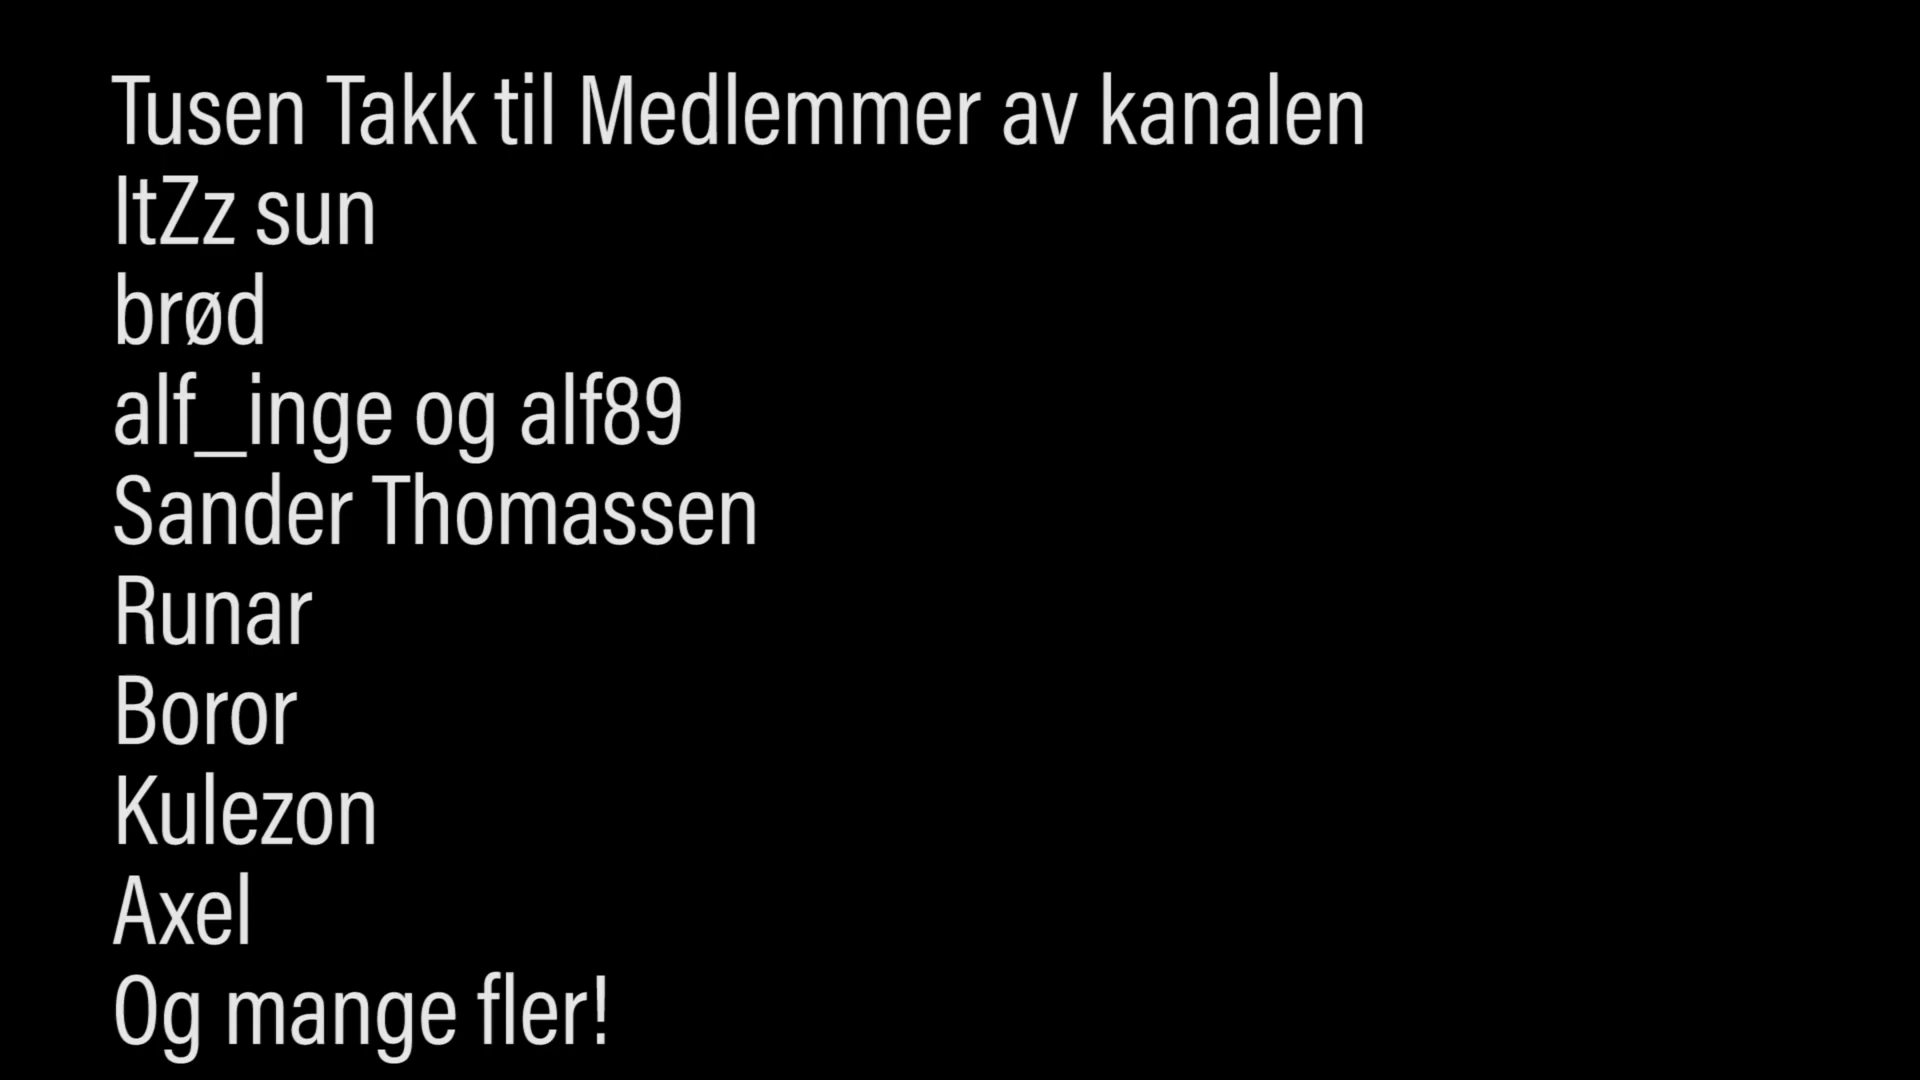 Tusen Takk til Medlemmer av kanalen
ItZz sun
brød
alf_inge og alf89
Sander Thomassen
Runar
Boror
Kulezon
Axel
Og mange fler!